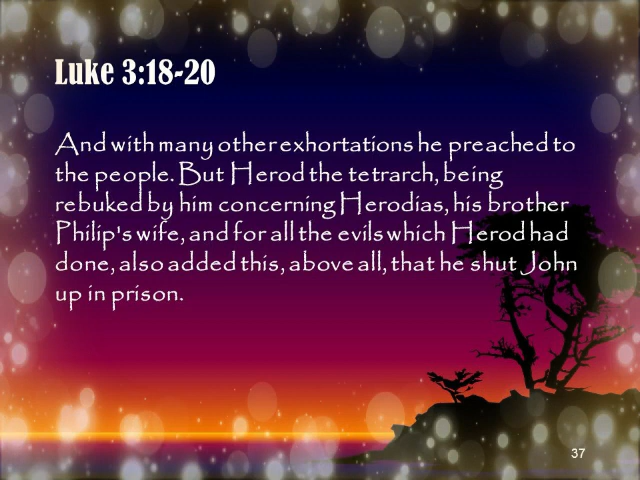 Luke 3:18-20
And with many other exhortations he preached to
the people. But Herod the tetrarch, being
rebuked by him concerning Herodias, his brother
Philip's wife, and for all the evils which Herod had
done, also added this, above all, that he shut John
up in prison.
37